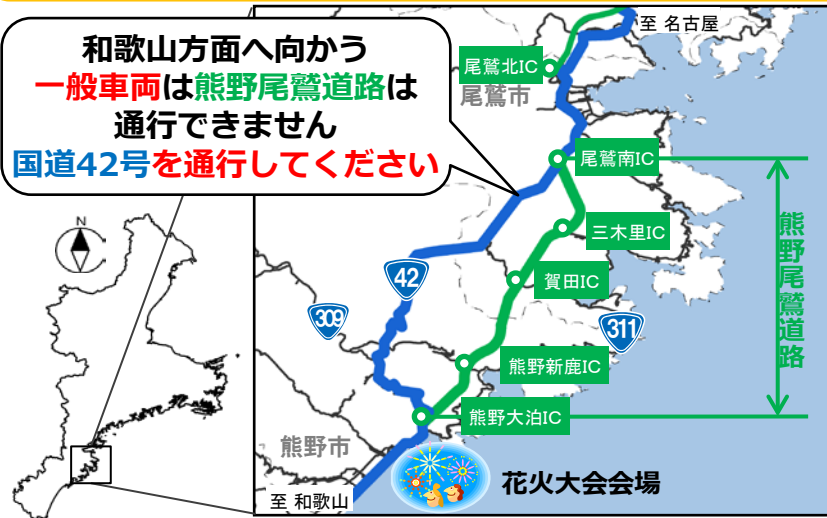 至 名古屋
和歌山方面へ向かう
一般車両は熊野尾鷲道路は
通行できません
国道42号を通行してください
尾鷲北IC
尾鷲市
尾鷲南IC
N
三木里IC
熊野尾鷲道路
42
賀田IC
309
311
熊野新鹿IC
熊野大泊IC
熊野市
花火大会会場
至 和歌山